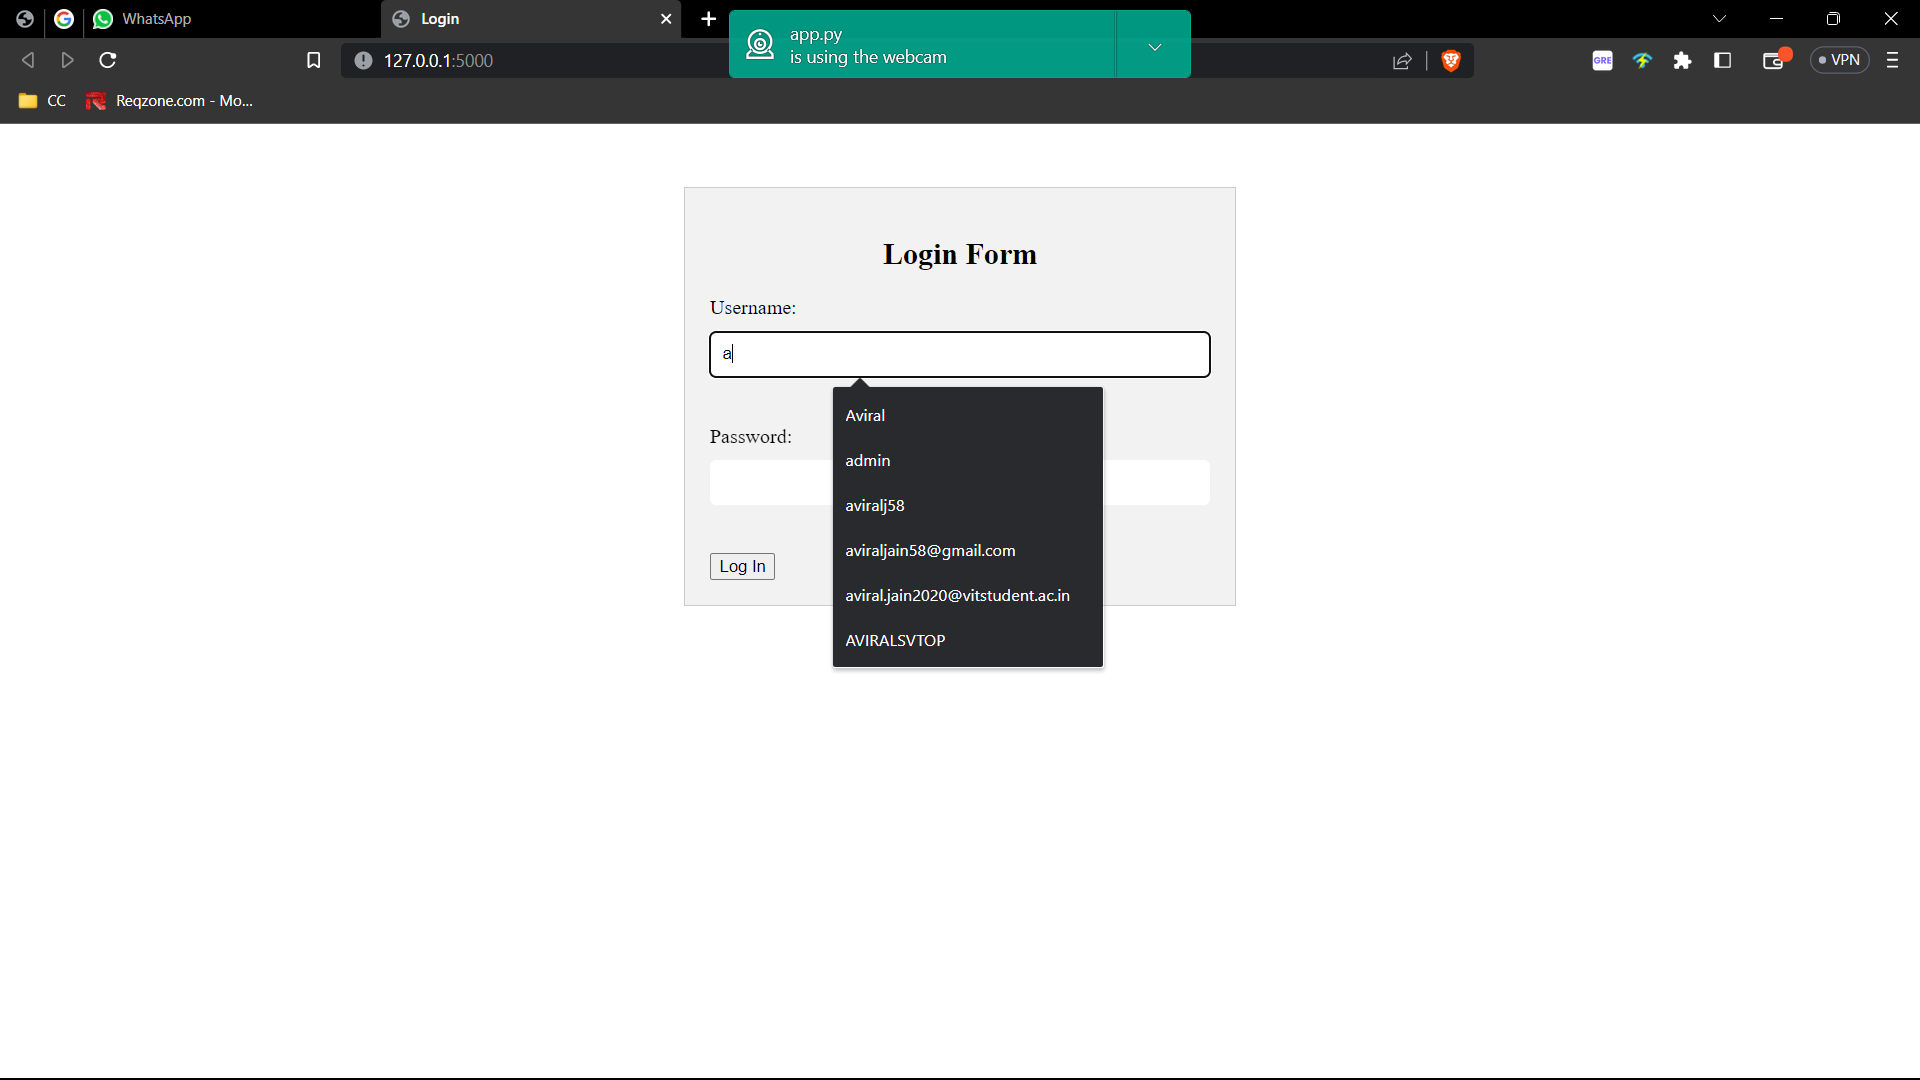 WhatsApp
Login
app.py
is using the webcam
127.0.0.1:5000
GRE
VPN
CC
Reqzone.com - Mo...
Login Form
Username:
a
Aviral
Password:
admin
aviralj58
aviraljain58@gmail.com
Log In
aviral.jain2020@vitstudent.ac.in
AVIRALSVTOP